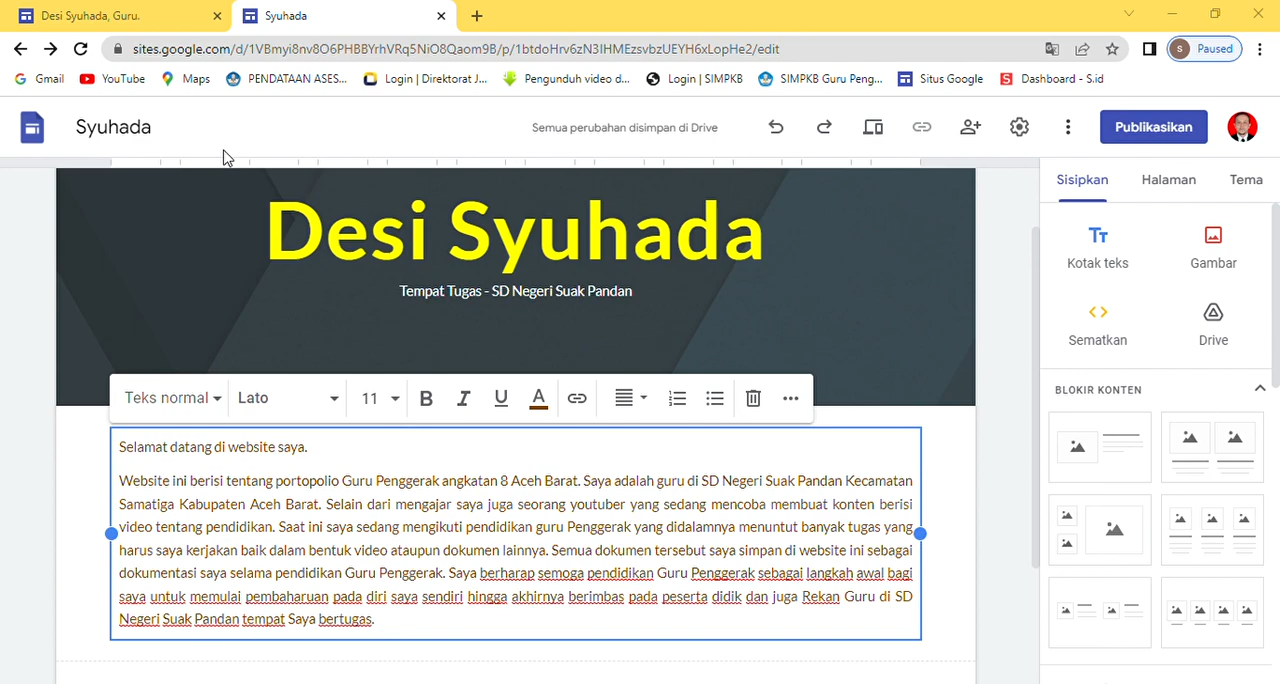 Desi Syuhada, Guru.
Syuhada
sites.google.com/d/1VBmyi8nv8O6PHBBYrhVRq5NiO8Qaom9B/p/1btdoHrv6zN3IHMEzsvbzUEYH6xLopHe2/edit
S Paused
Gmail YouTube Maps PENDATAAN ASES... Login | Direktorat J... Pengunduh video d... Login | SIMPKB SIMPKB Guru Peng... Situs Google Dashboard - S.id
Syuhada
Semua perubahan disimpan di Drive
Publikasikan
Sisipkan Halaman Tema
Desi Syuhada
Tempat Tugas - SD Negeri Suak Pandan
Kotak teks Gambar
Sematkan Drive
BLOKIR KONTEN
Teks normal Lato 11 B I U A
Selamat datang di website saya.
Website ini berisi tentang portopolio Guru Penggerak angkatan 8 Aceh Barat. Saya adalah guru di SD Negeri Suak Pandan Kecamatan
Samatiga Kabupaten Aceh Barat. Selain dari mengajar saya juga seorang youtuber yang sedang mencoba membuat konten berisi
video tentang pendidikan. Saat ini saya sedang mengikuti pendidikan guru Penggerak yang didalamnya menuntut banyak tugas yang
harus saya kerjakan baik dalam bentuk video ataupun dokumen lainnya. Semua dokumen tersebut saya simpan di website ini sebagai
dokumentasi saya selama pendidikan Guru Penggerak. Saya berharap semoga pendidikan Guru Penggerak sebagai langkah awal bagi
saya untuk memulai pembaharuan pada diri saya sendiri hingga akhirnya berimbas pada peserta didik dan juga Rekan Guru di SD
Negeri Suak Pandan tempat Saya bertugas.